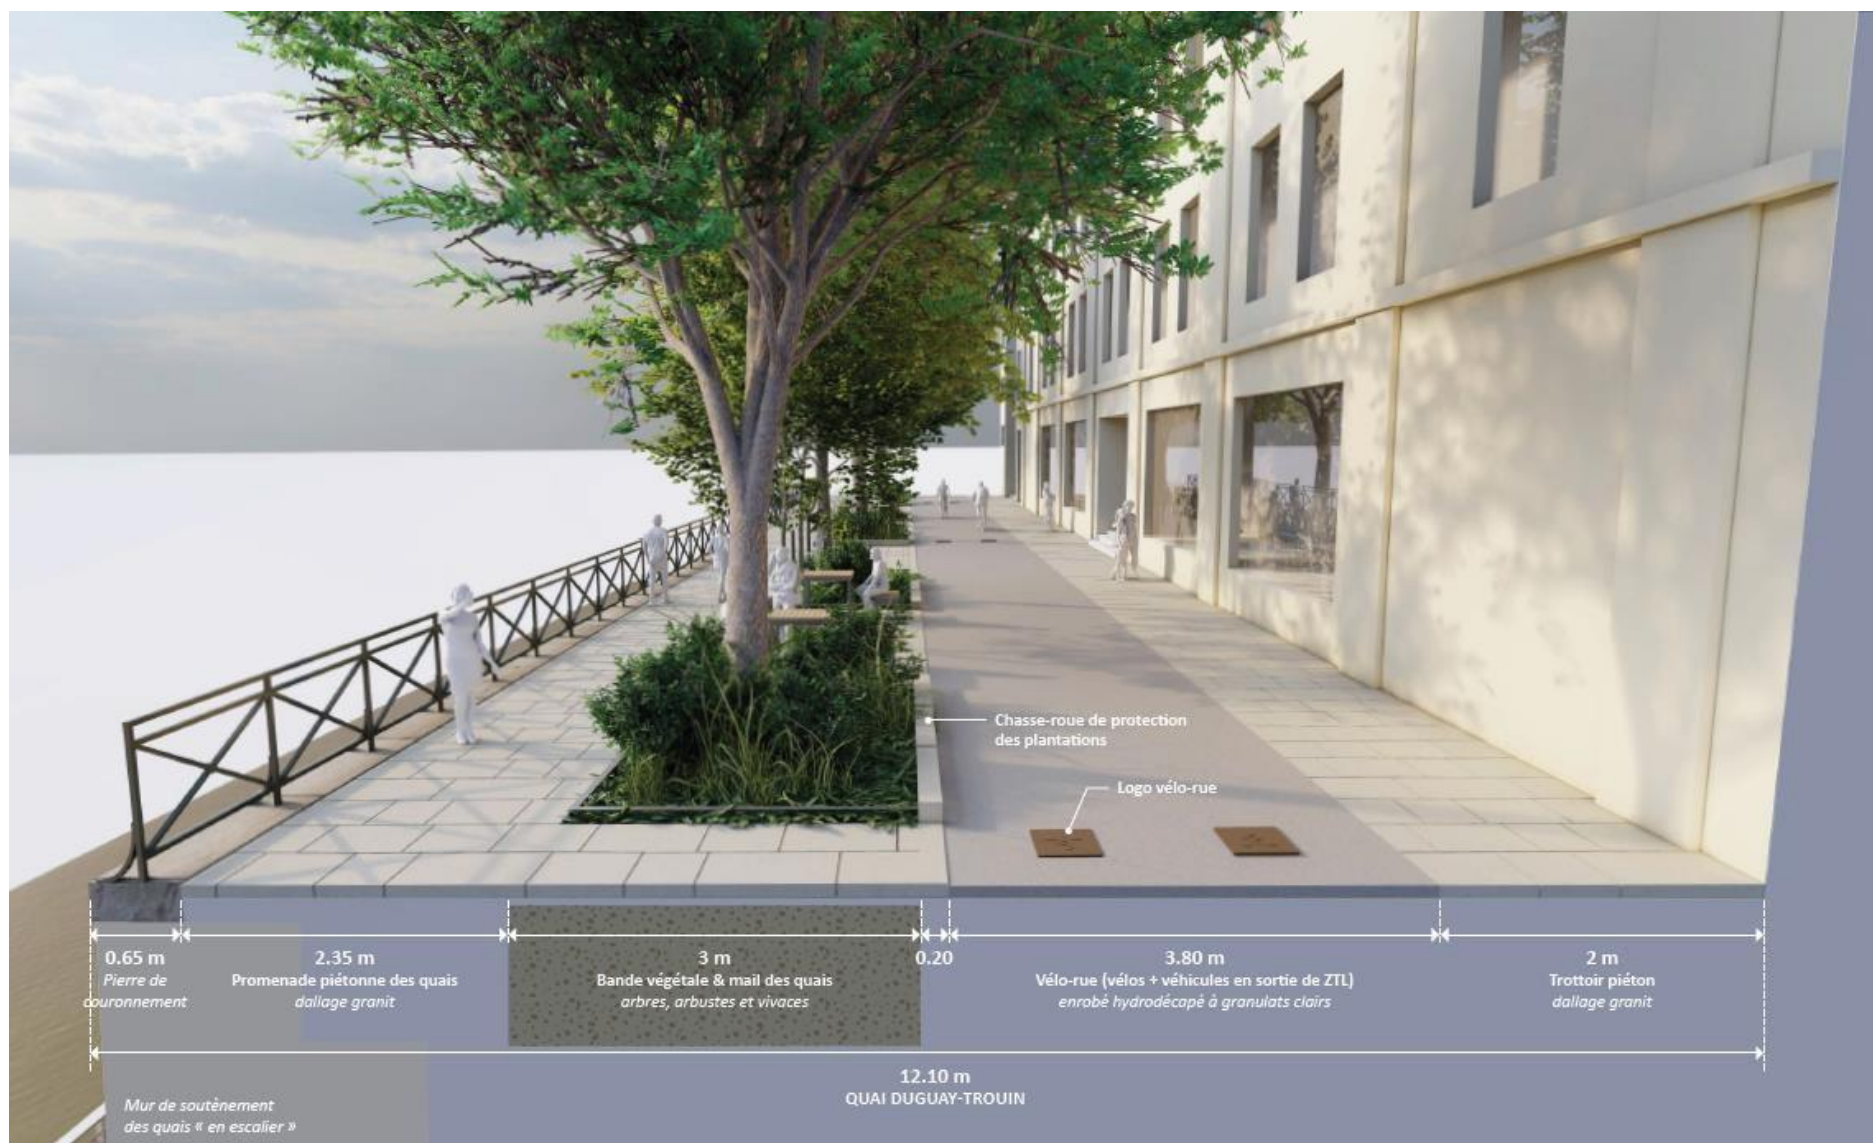 Chasse-roue de protection
des plantations
Logo vélo-rue
0.65 m
Pierre de
couronnement
2.35 m
Promenade piétonne des quais
dallage granit
3 m
Bande végétale & mail des quais
arbres, arbustes et vivaces
0.20
3.80 m
Vélo-rue (vélos + véhicules en sortie de ZTL)
enrobé hydrodécapé à granulats clairs
2 m
Trottoir piéton
dallage granit
12.10 m
QUAI DUGUAY-TROUIN
Mur de soutènement
des quais « en escalier »